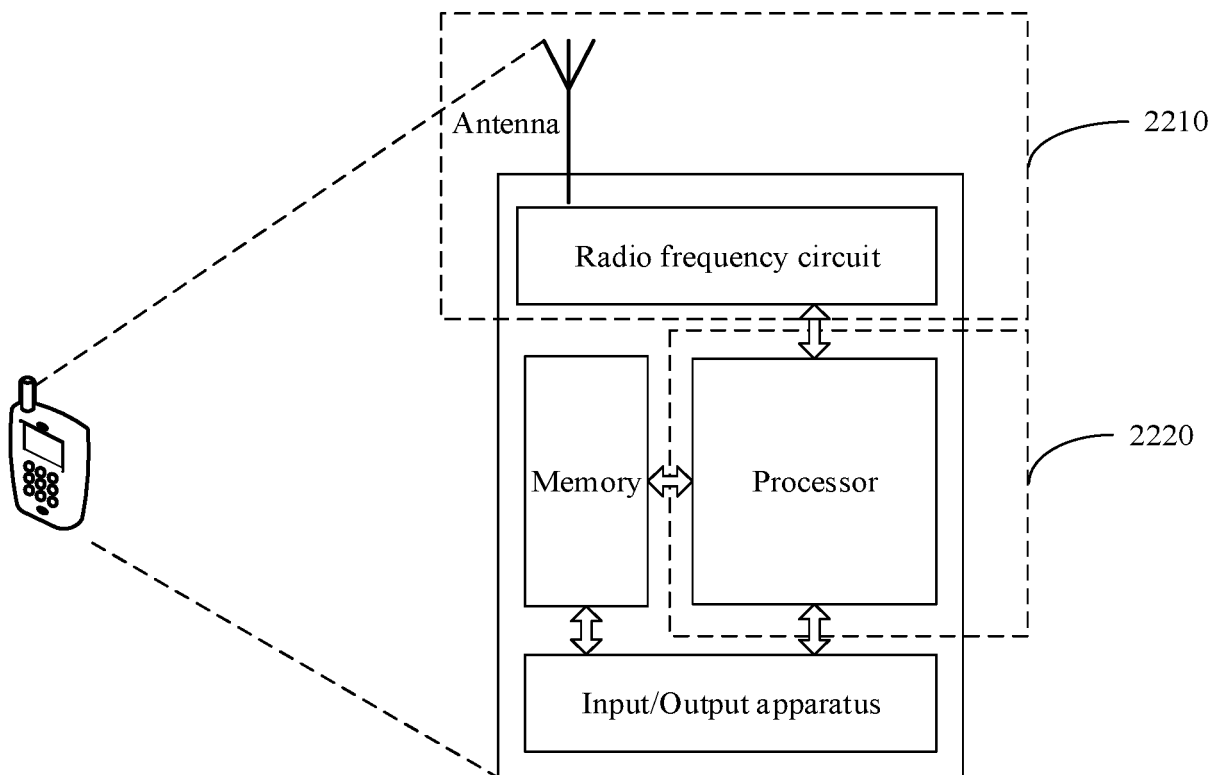 Antenna
2210
Radio frequency circuit
Memory
Processor
2220
Input/Output apparatus